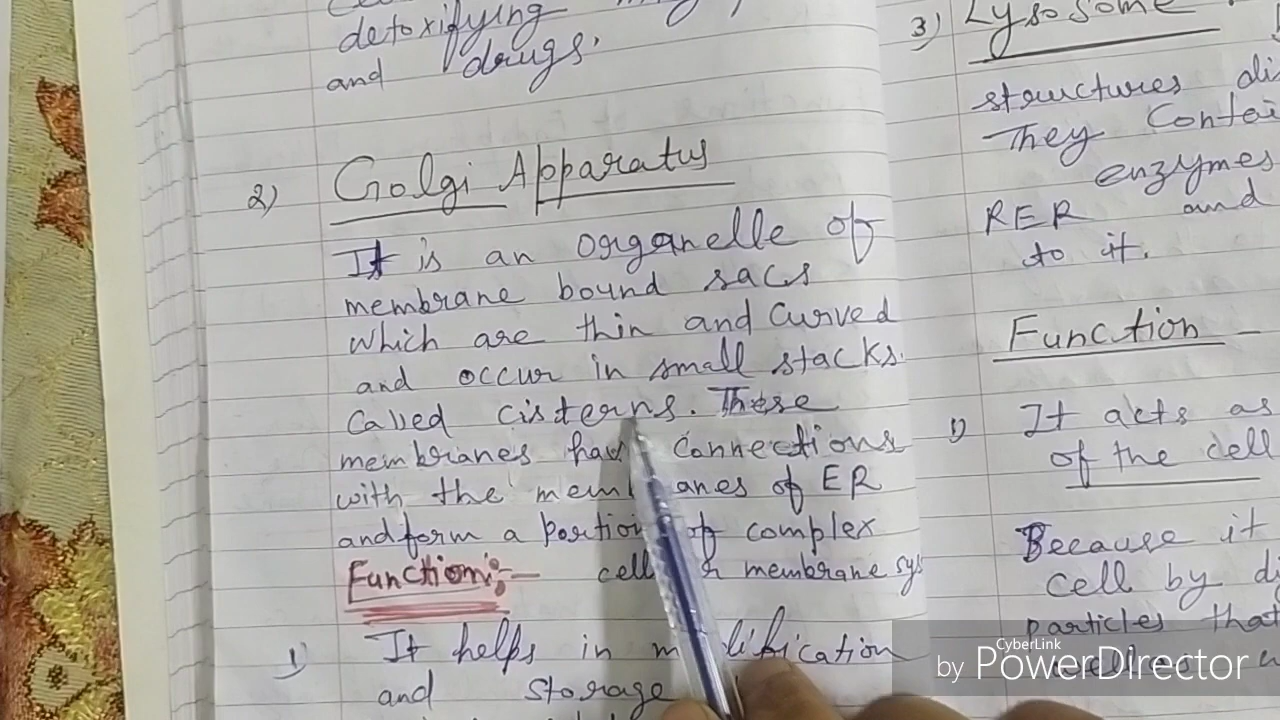 detoxifying
and drugs.
2) Golgi Apparatus
It is an organelle of
membrane bound sacs
which are thin and curved
and occur in small stacks.
Called cisterns. These
membranes have connections
with the membranes of ER
and form a portion of complex
Function:- membrane sys
1) It helps in modification
and storage
3) Lysosome
structures
They
enzymes
RER and
to it.
Function -
1) It acts as
of the cell
Because it
cell by
particles that
CyberLink
by PowerDirector